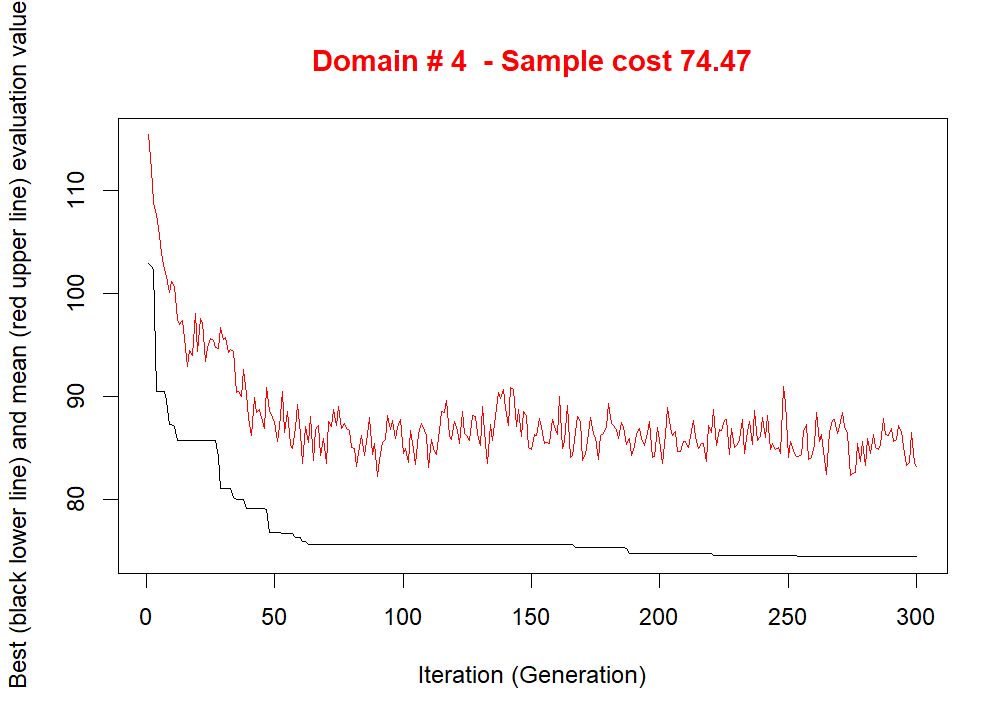 Domain # 4  - Sample cost 74.47
Best (black lower line) and mean (red upper line) evaluation value
110
100
90
80
0 50 100 150 200 250 300
Iteration (Generation)